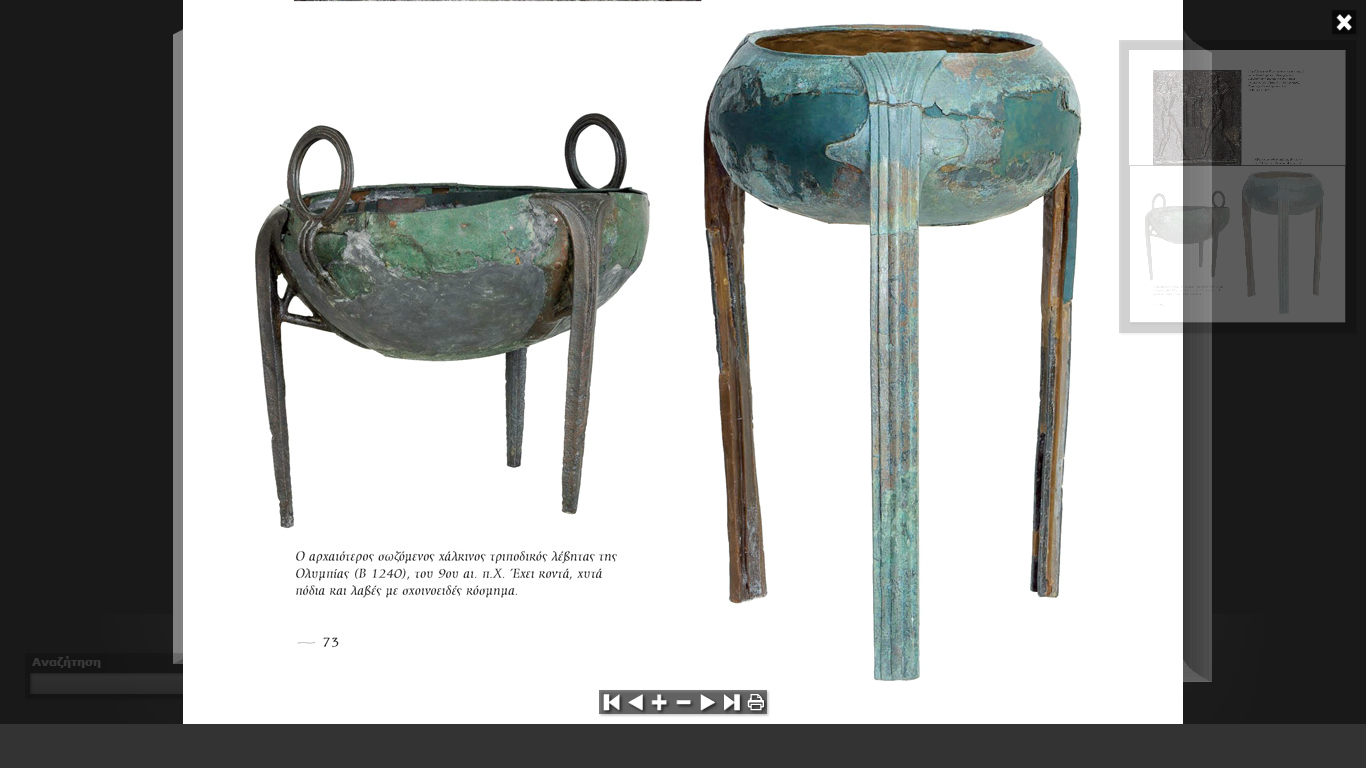 Ο αρχαιότερος σωζόμενος χάλκινος τριποδικός λέβητας της
Ολυμπίας (Β 1240), του 9ου αι. π.Χ. Έχει κοντά, χυτά
πόδια και λαβές με σχοινοειδές κόσμημα.
73
Αναζήτηση